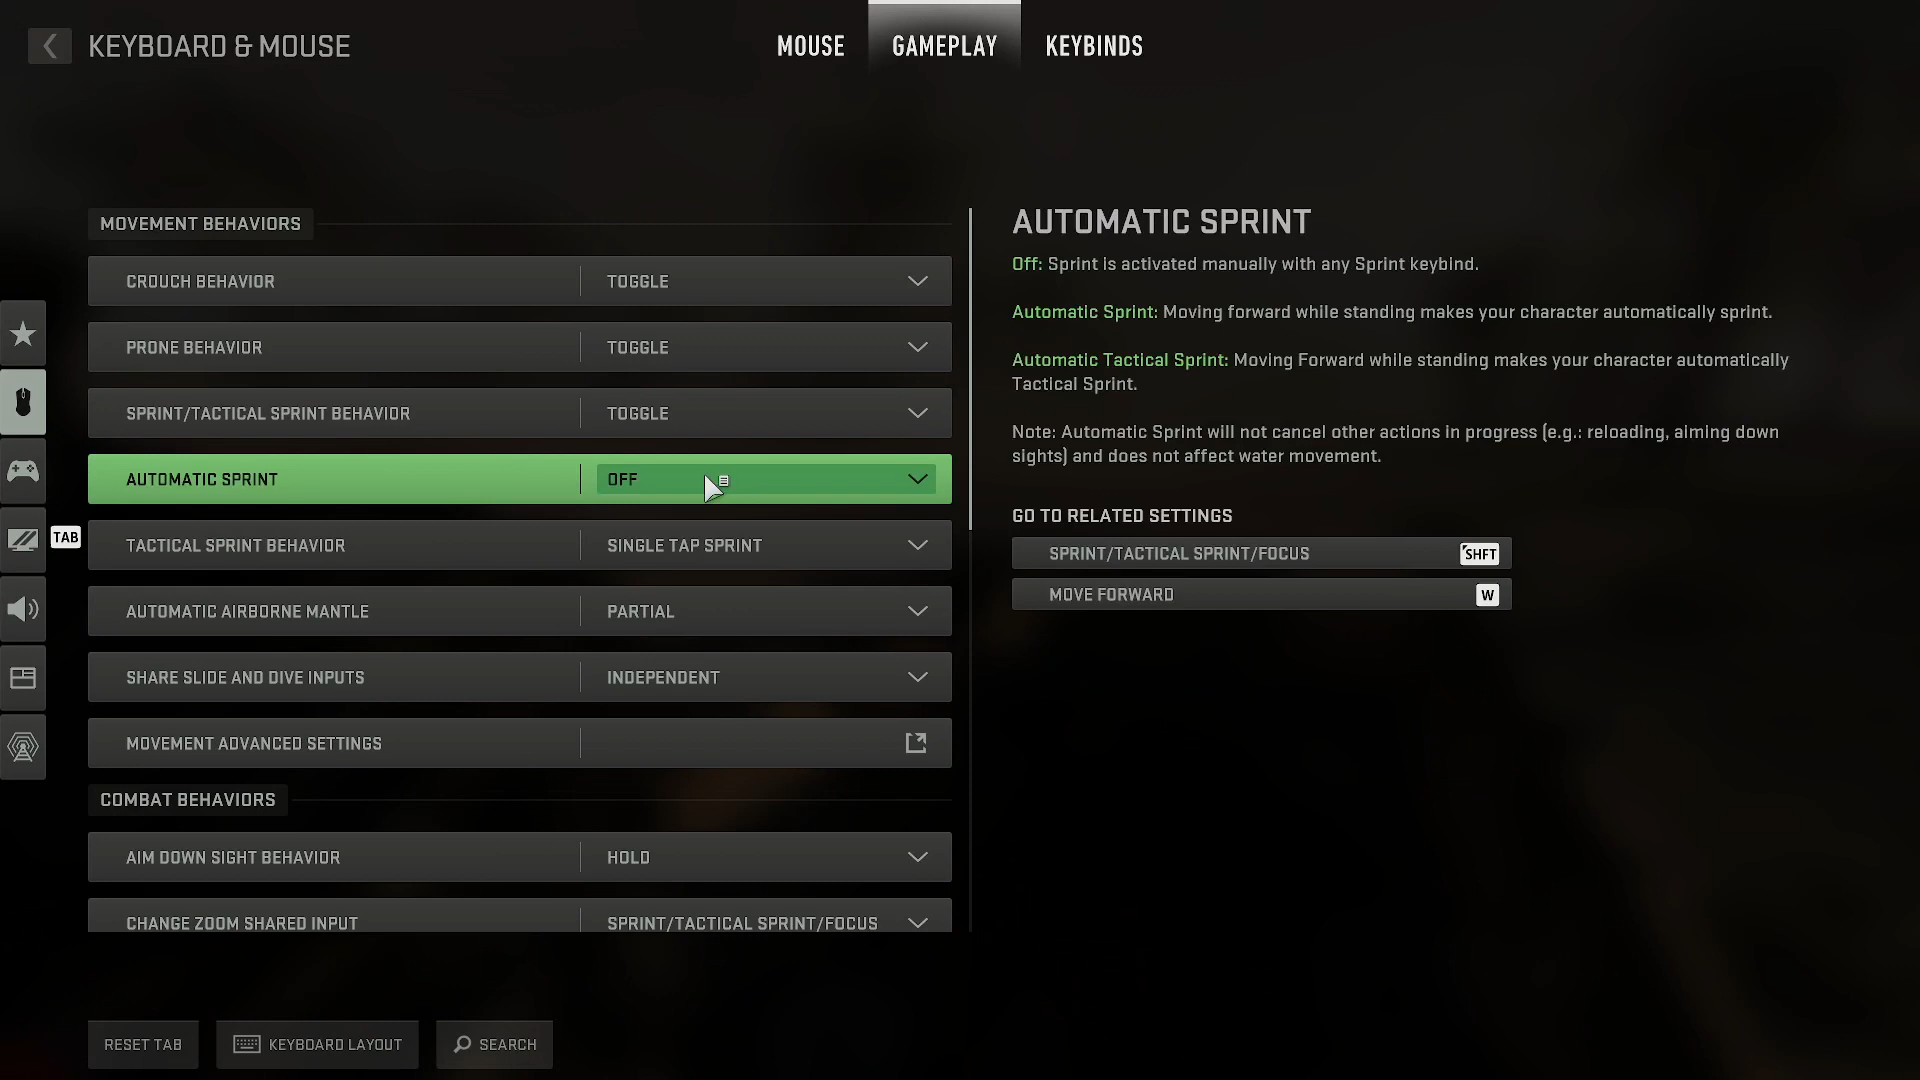 KEYBOARD & MOUSE
MOUSE
GAMEPLAY
KEYBINDS
MOVEMENT BEHAVIORS
CROUCH BEHAVIOR
TOGGLE
PRONE BEHAVIOR
TOGGLE
SPRINT/TACTICAL SPRINT BEHAVIOR
TOGGLE
AUTOMATIC SPRINT
OFF
TAB
TACTICAL SPRINT BEHAVIOR
SINGLE TAP SPRINT
AUTOMATIC AIRBORNE MANTLE
PARTIAL
SHARE SLIDE AND DIVE INPUTS
INDEPENDENT
MOVEMENT ADVANCED SETTINGS
COMBAT BEHAVIORS
AIM DOWN SIGHT BEHAVIOR
HOLD
CHANGE ZOOM SHARED INPUT
SPRINT/TACTICAL SPRINT/FOCUS
AUTOMATIC SPRINT
Off: Sprint is activated manually with any Sprint keybind.
Automatic Sprint: Moving forward while standing makes your character automatically sprint.
Automatic Tactical Sprint: Moving Forward while standing makes your character automatically
Tactical Sprint.
Note: Automatic Sprint will not cancel other actions in progress (e.g.: reloading, aiming down
sights) and does not affect water movement.
GO TO RELATED SETTINGS
SPRINT/TACTICAL SPRINT/FOCUS
SHFT
MOVE FORWARD
W
RESET TAB
KEYBOARD LAYOUT
SEARCH